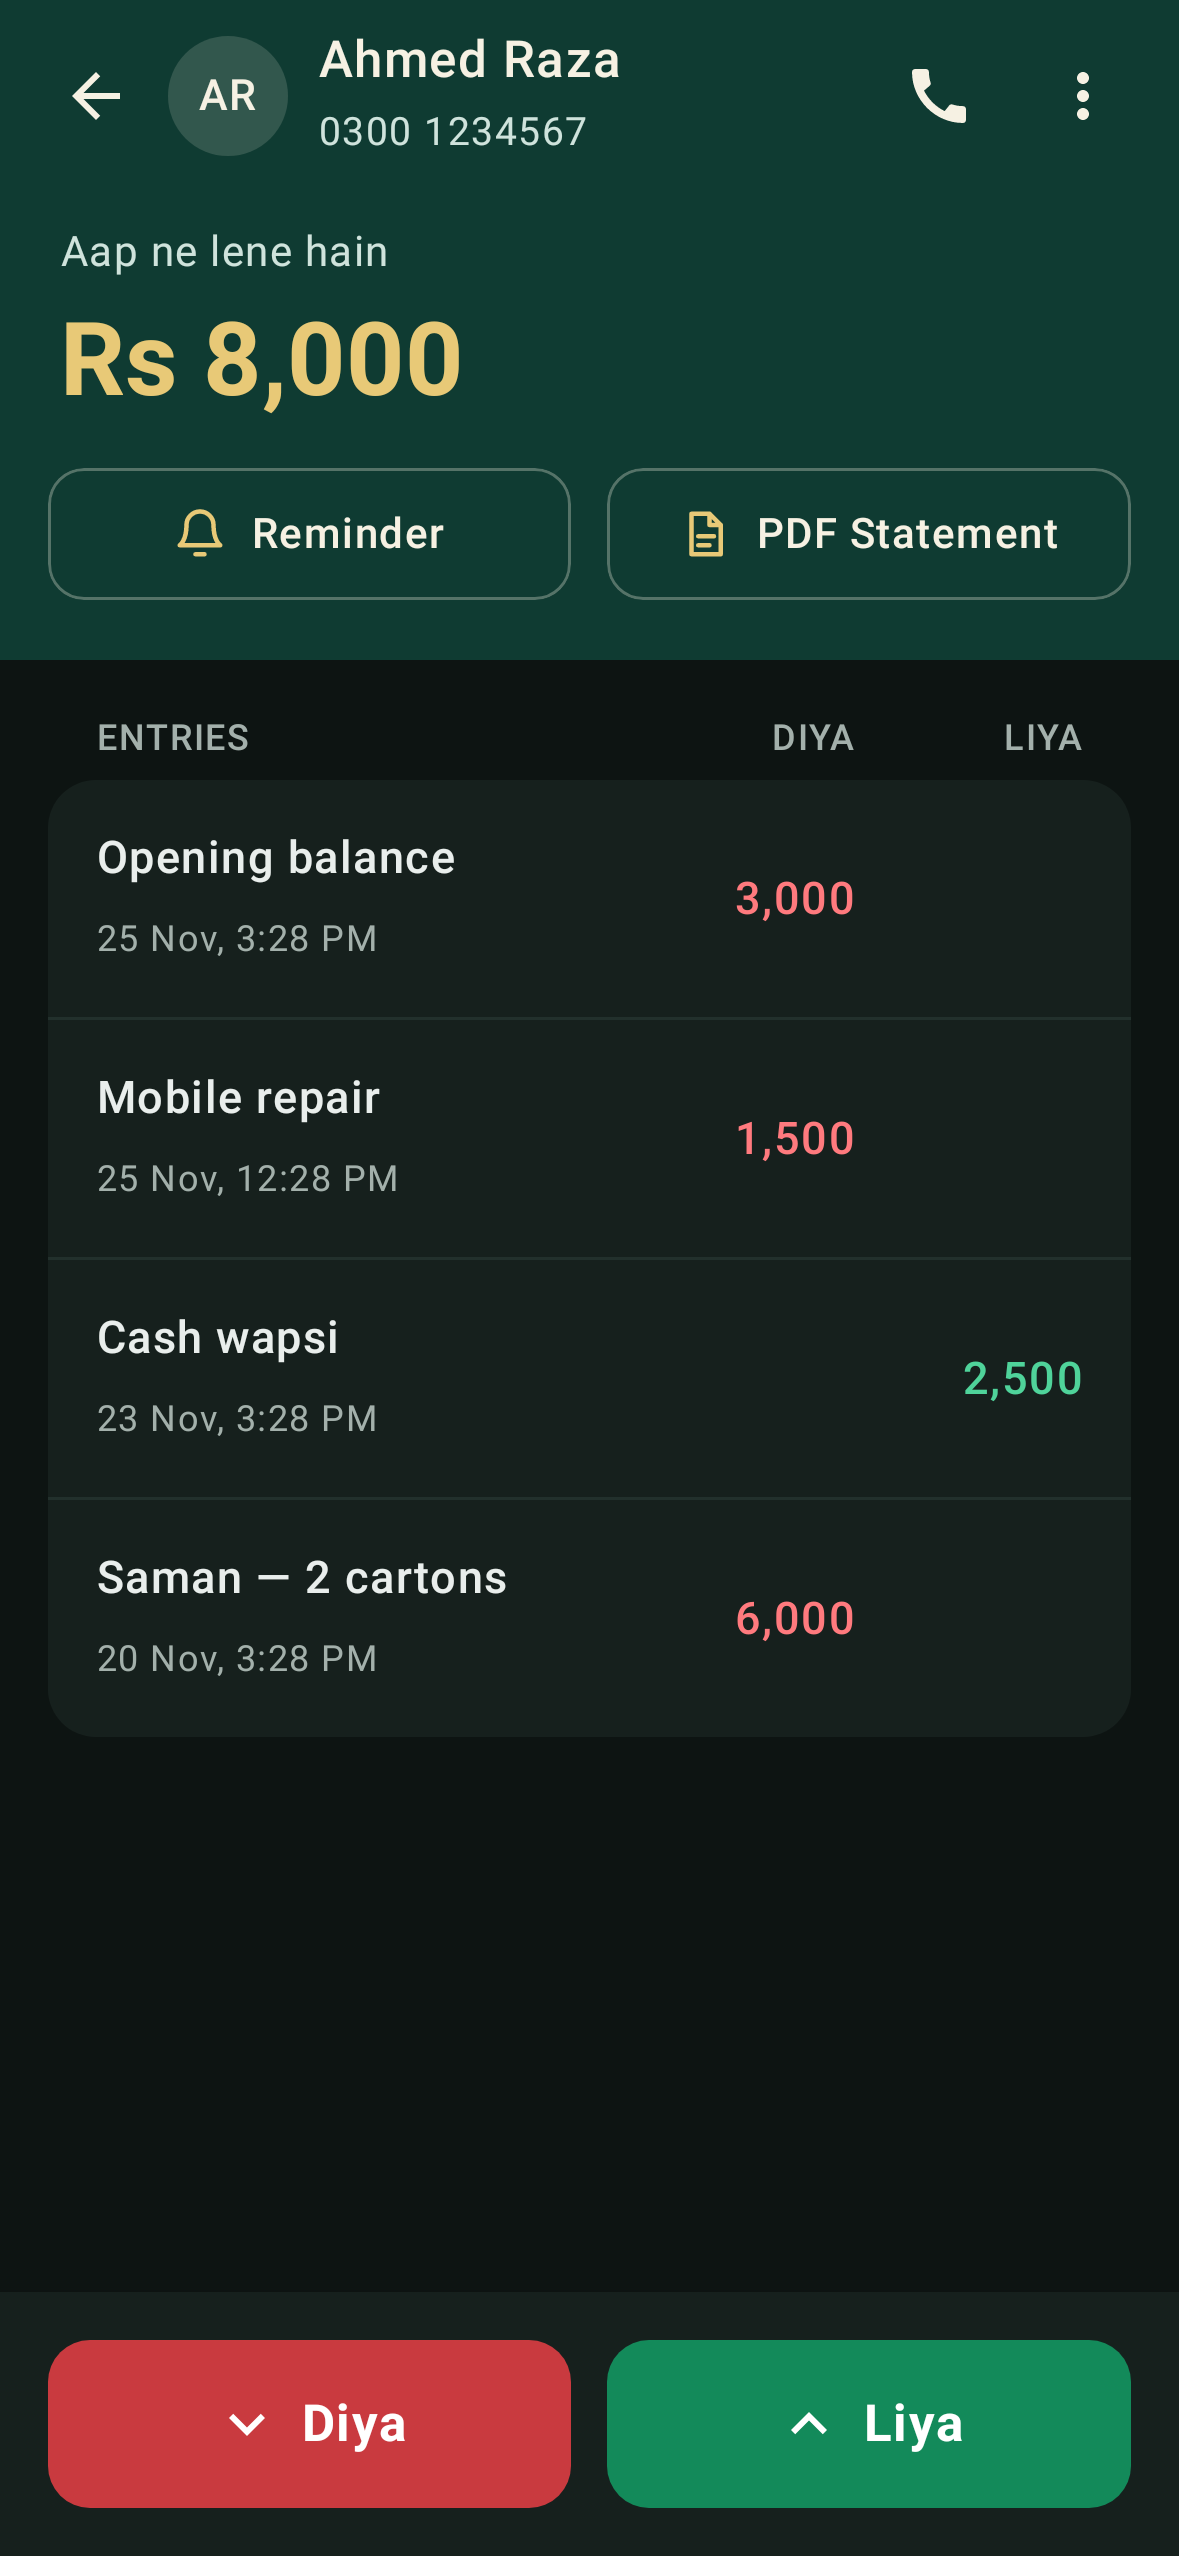 AR
Ahmed Raza
0300 1234567
Aap ne lene hain
Rs 8,000
Reminder
PDF Statement
ENTRIES DIYA LIYA
Opening balance
3,000
25 Nov, 3:28 PM
Mobile repair
1,500
25 Nov, 12:28 PM
Cash wapsi
2,500
23 Nov, 3:28 PM
Saman — 2 cartons
6,000
20 Nov, 3:28 PM
Diya
Liya